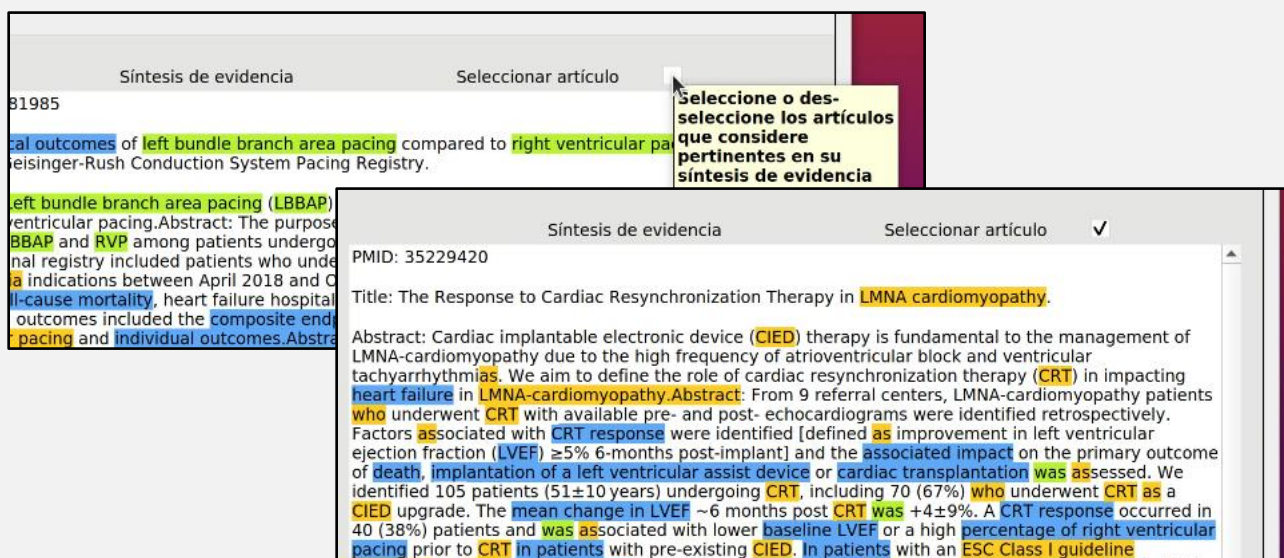 Síntesis de evidencia Seleccionar artículo
81985
cal outcomes of left bundle branch area pacing compared to right ventricular
Geisinger-Rush Conduction System Pacing Registry.
Left bundle branch area pacing (LBBAP)
ventricular pacing.Abstract: The purpose
BBAP and RVP among patients undergo
nal registry included patients who unde
ia indications between April 2018 and O
ll-cause mortality, heart failure hospital
outcomes included the composite end
r pacing and individual outcomes.Abstra
Seleccione o des-
seleccione los artículos
que considere
pertinentes en su
síntesis de evidencia
Síntesis de evidencia Seleccionar artículo ✓
PMID: 35229420
Title: The Response to Cardiac Resynchronization Therapy in LMNA cardiomyopathy.
Abstract: Cardiac implantable electronic device (CIED) therapy is fundamental to the management of
LMNA-cardiomyopathy due to the high frequency of atrioventricular block and ventricular
tachyarrhythmias. We aim to define the role of cardiac resynchronization therapy (CRT) in impacting
heart failure in LMNA-cardiomyopathy.Abstract: From 9 referral centers, LMNA-cardiomyopathy patients
who underwent CRT with available pre- and post- echocardiograms were identified retrospectively.
Factors associated with CRT response were identified [defined as improvement in left ventricular
ejection fraction (LVEF) ≥5% 6-months post-implant] and the associated impact on the primary outcome
of death, implantation of a left ventricular assist device or cardiac transplantation was assessed. We
identified 105 patients (51±10 years) undergoing CRT, including 70 (67%) who underwent CRT as a
CIED upgrade. The mean change in LVEF ~6 months post CRT was +4±9%. A CRT response occurred in
40 (38%) patients and was associated with lower baseline LVEF or a high percentage of right ventricular
pacing prior to CRT in patients with pre-existing CIED. In patients with an ESC Class I guideline